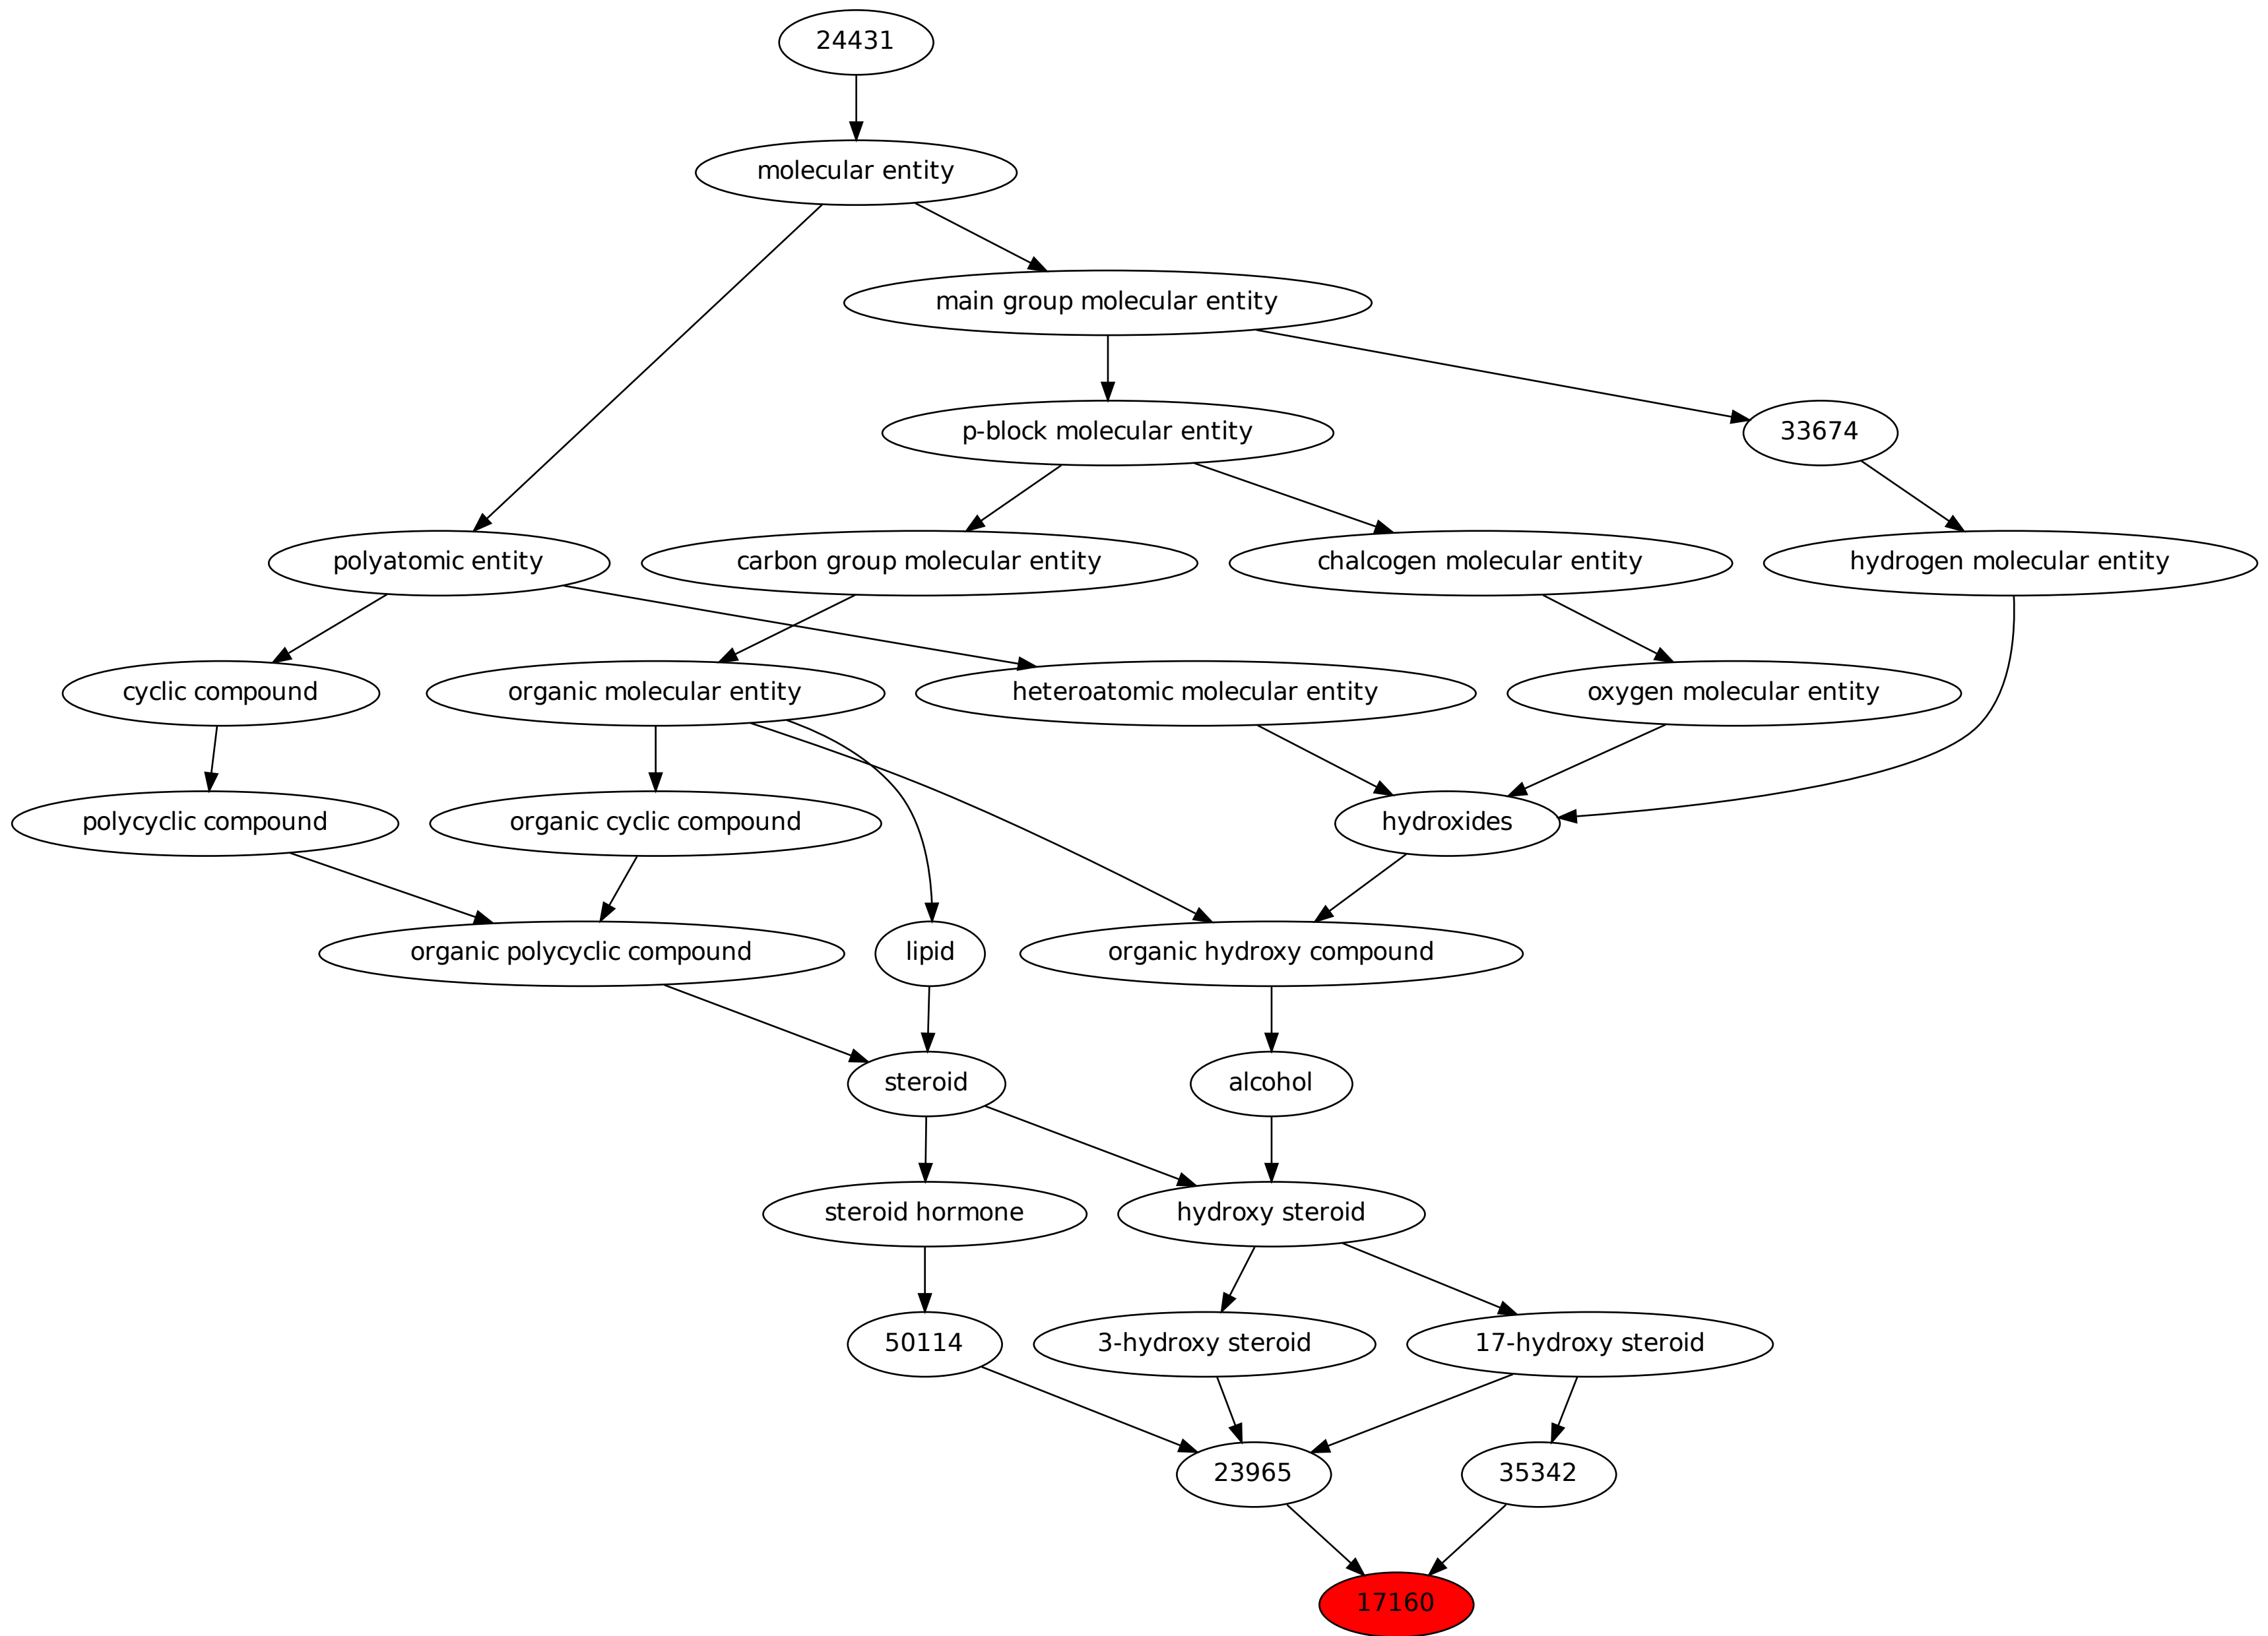 24431
molecular entity
main group molecular entity
p-block molecular entity
33674
polyatomic entity
carbon group molecular entity
chalcogen molecular entity
hydrogen molecular entity
cyclic compound
organic molecular entity
heteroatomic molecular entity
oxygen molecular entity
polycyclic compound
organic cyclic compound
hydroxides
organic polycyclic compound
lipid
organic hydroxy compound
steroid
alcohol
steroid hormone
hydroxy steroid
50114
3-hydroxy steroid
17-hydroxy steroid
23965
35342
17160